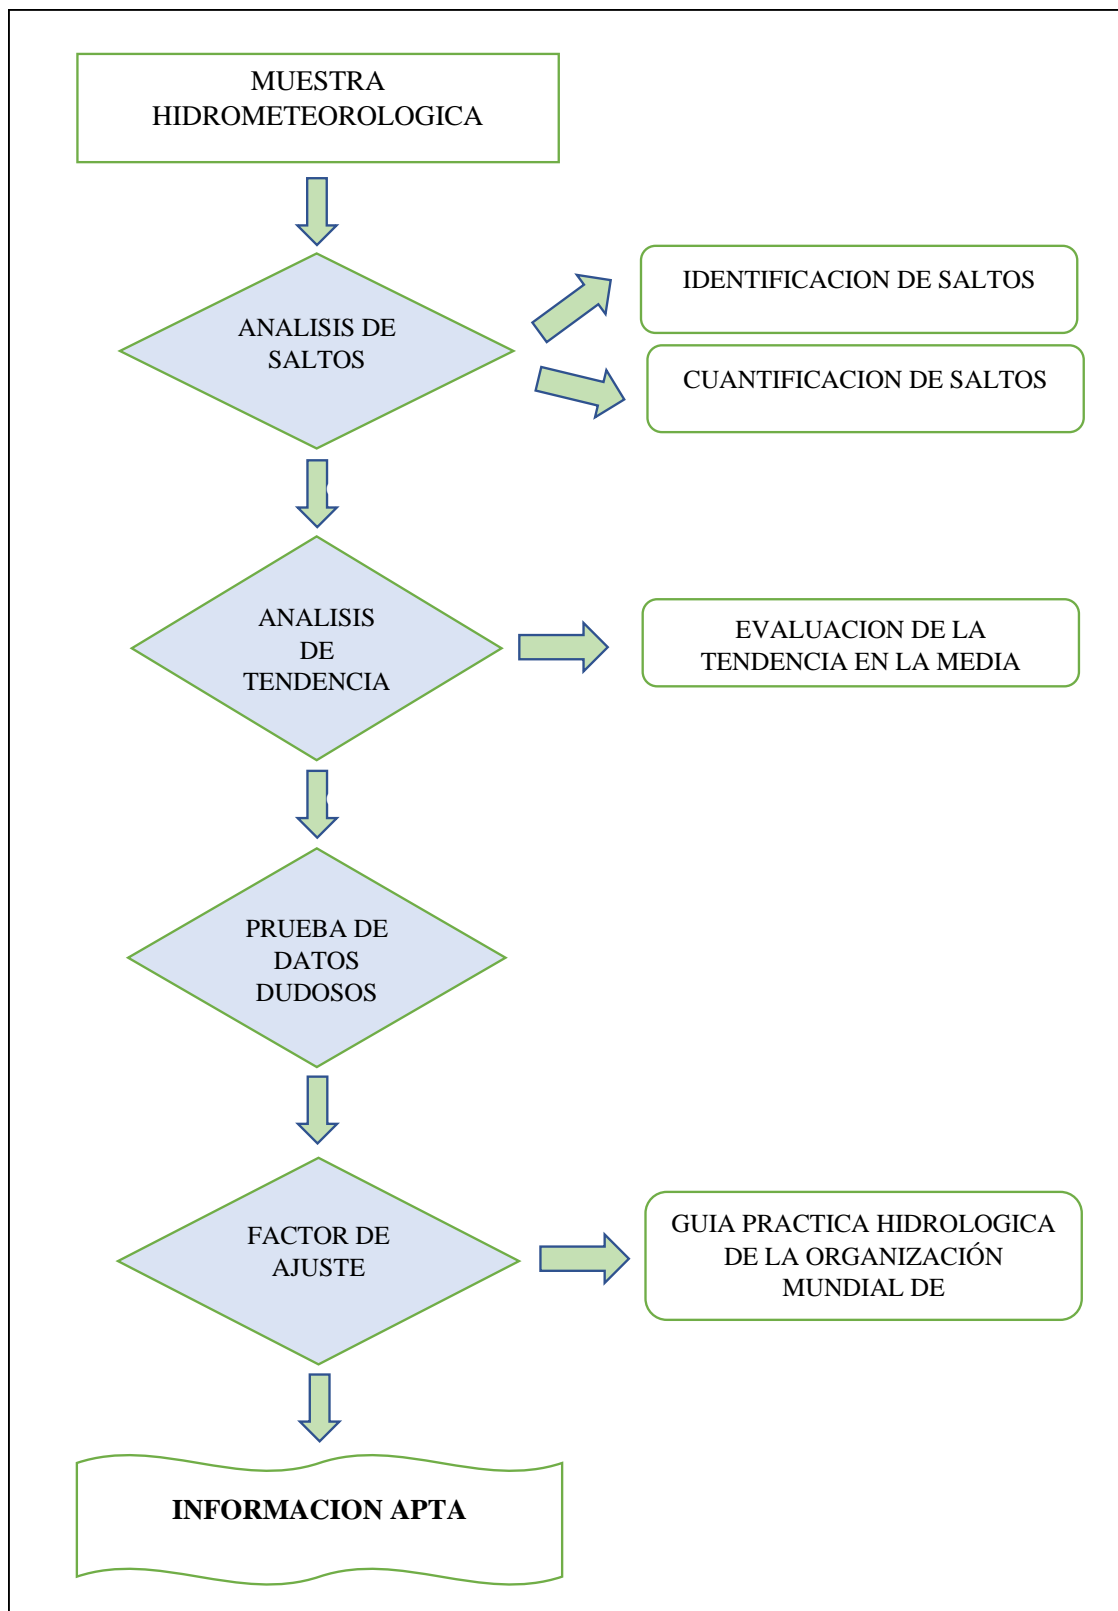 MUESTRA
HIDROMETEOROLOGICA
ANALISIS DE
SALTOS
IDENTIFICACION DE SALTOS
CUANTIFICACION DE SALTOS
ANALISIS
DE
TENDENCIA
EVALUACION DE LA
TENDENCIA EN LA MEDIA
PRUEBA DE
DATOS
DUDOSOS
FACTOR DE
AJUSTE
GUIA PRACTICA HIDROLOGICA
DE LA ORGANIZACIÓN
MUNDIAL DE
INFORMACION APTA